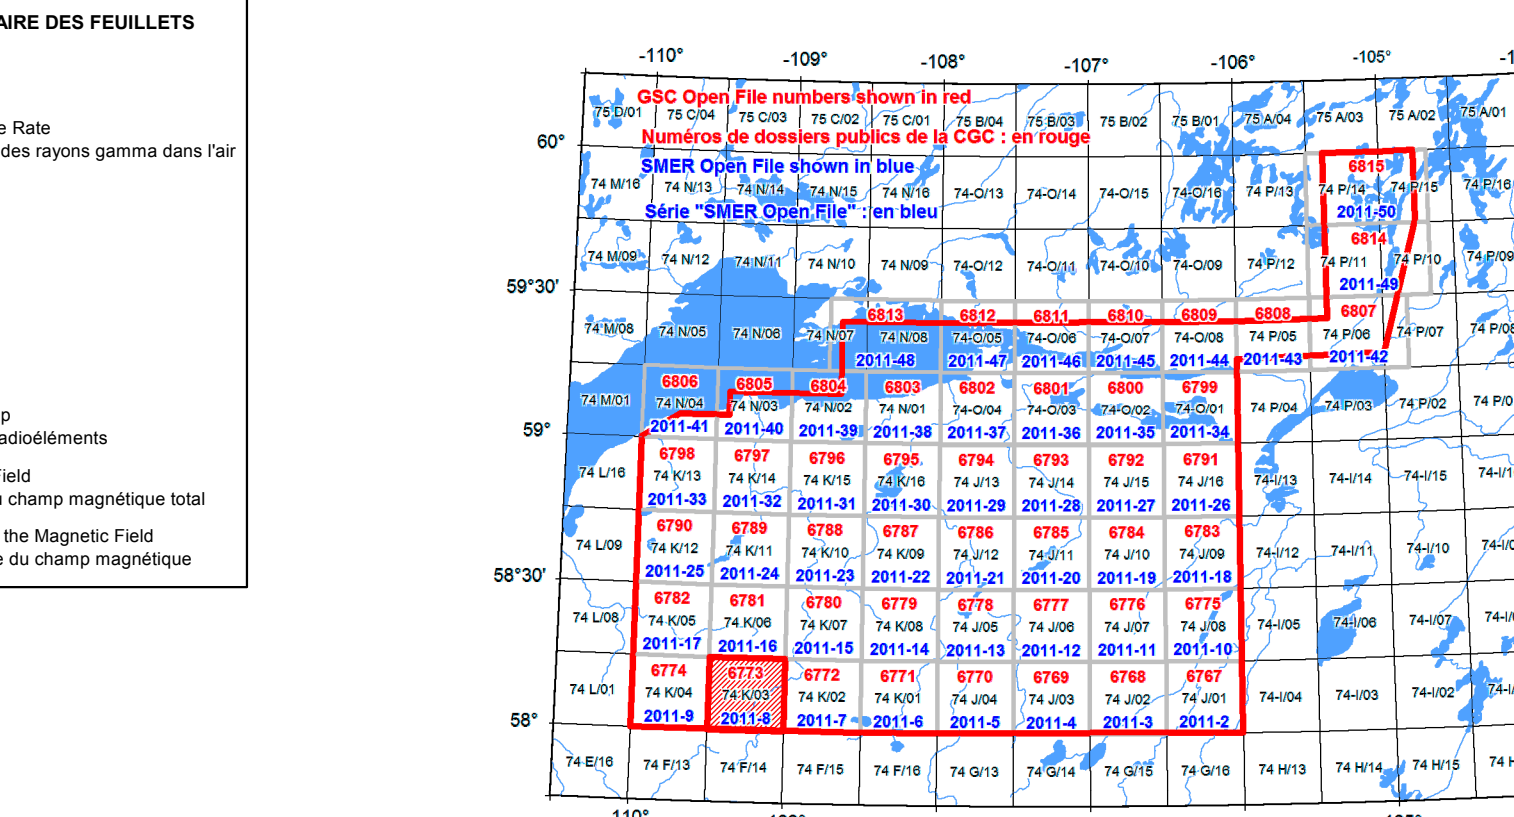 AIRE DES FEUILLETS
e Rate
des rayons gamma dans l'air
p
adioéléments
Field
u champ magnétique total
the Magnetic Field
e du champ magnétique
-110° -109° -108° -107° -106° -105° -1
GSC Open File numbers shown in red
75 D/01 75 C/04 75 C/03 75 C/02 75 C/01 75 B/04 75 B/03 75 B/02 75 B/01 75 A/04 75 A/03 75 A/02 75 A/01
60°
Numéros de dossiers publics de la CGC : en rouge
SMER Open File shown in blue
6815
74 M/16 74 N/13 74 N/14 74 N/15 74 N/16 74-O/13 74-O/14 74-O/15 74-O/16 74 P/13 74 P/14 74 P/15 74 P/16
Série "SMER Open File" : en bleu
2011-50
6814
74 M/09 74 N/12 74 N/11 74 N/10 74 N/09 74-O/12 74-O/11 74-O/10 74-O/09 74 P/12 74 P/11 74 P/10 74 P/09
59°30'
2011-49
6813 6812 6811 6810 6809 6808 6807
74 M/08 74 N/05 74 N/06 74 N/07 74 N/08 74-O/05 74-O/06 74-O/07 74-O/08 74 P/05 74 P/06 74 P/07 74 P/08
2011-48 2011-47 2011-46 2011-45 2011-44 2011-43 2011-42
6806 6805 6804 6803 6802 6801 6800 6799
74 M/01 74 N/04 74 N/03 74 N/02 74 N/01 74-O/04 74-O/03 74-O/02 74-O/01 74 P/04 74 P/03 74 P/02 74 P/0
59°
2011-41 2011-40 2011-39 2011-38 2011-37 2011-36 2011-35 2011-34
6798 6797 6796 6795 6794 6793 6792 6791
74 L/16 74 K/13 74 K/14 74 K/15 74 K/16 74 J/13 74 J/14 74 J/15 74 J/16 74-I/13 74-I/14 74-I/15 74-I/1
2011-33 2011-32 2011-31 2011-30 2011-29 2011-28 2011-27 2011-26
6790 6789 6788 6787 6786 6785 6784 6783
74 L/09 74 K/12 74 K/11 74 K/10 74 K/09 74 J/12 74 J/11 74 J/10 74 J/09 74-I/12 74-I/11 74-I/10 74-I/0
58°30'
2011-25 2011-24 2011-23 2011-22 2011-21 2011-20 2011-19 2011-18
6782 6781 6780 6779 6778 6777 6776 6775
74 L/08 74 K/05 74 K/06 74 K/07 74 K/08 74 J/05 74 J/06 74 J/07 74 J/08 74-I/05 74-I/06 74-I/07 74-I/0
2011-17 2011-16 2011-15 2011-14 2011-13 2011-12 2011-11 2011-10
6774 6773 6772 6771 6770 6769 6768 6767
74 L/01 74 K/04 74 K/03 74 K/02 74 K/01 74 J/04 74 J/03 74 J/02 74 J/01 74-I/04 74-I/03 74-I/02 74-I/
58°
2011-9 2011-8 2011-7 2011-6 2011-5 2011-4 2011-3 2011-2
74 E/16 74 F/13 74 F/14 74 F/15 74 F/16 74 G/13 74 G/14 74 G/15 74 G/16 74 H/13 74 H/14 74 H/15 74 H